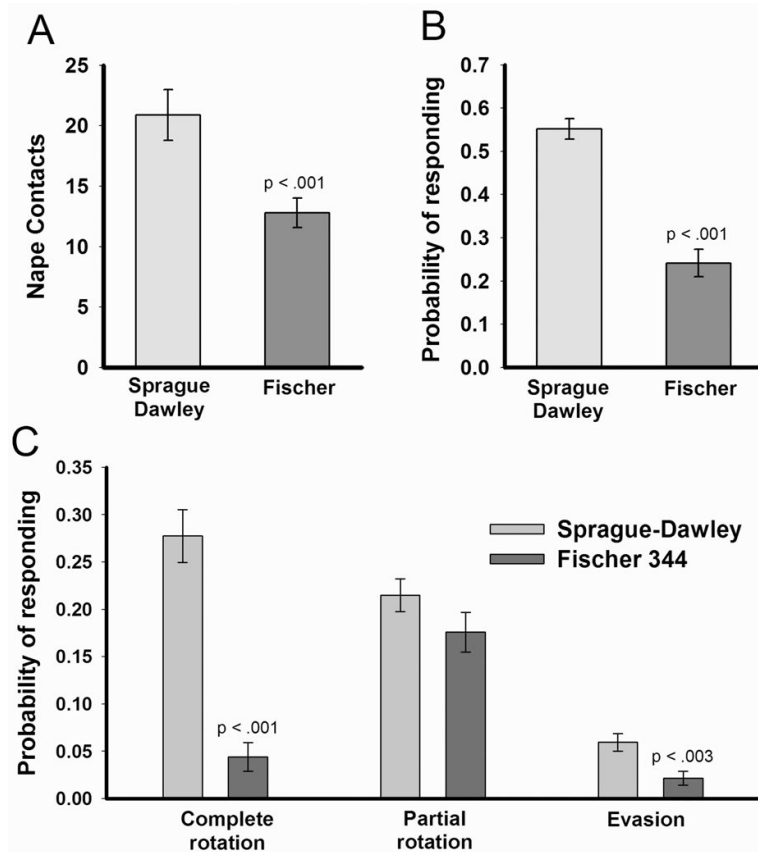 A
Nape Contacts
25
20
15
10
5
0
p < .001
Sprague
Dawley
Fischer
B
Probability of responding
0.7
0.6
0.5
0.4
0.3
0.2
0.1
0.0
p < .001
Sprague
Dawley
Fischer
C
Probability of responding
0.35
0.30
0.25
0.20
0.15
0.10
0.05
0.00
Sprague-Dawley
Fischer 344
p < .001
p < .003
Complete
rotation
Partial
rotation
Evasion